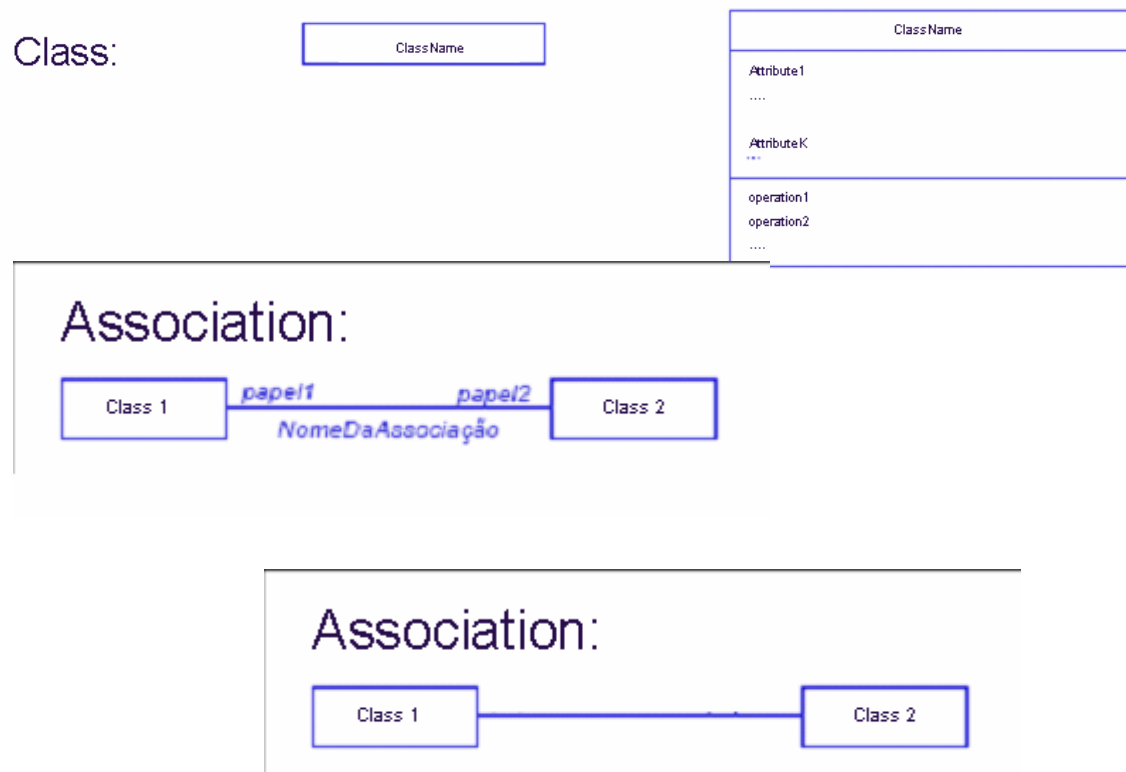 Class:
ClassName
ClassName
Attribute1
....
AttributeK
...
operation1
operation2
....
Association:
Class 1
papel1
papel2
Class 2
NomeDaAssociação
Association:
Class 1
Class 2